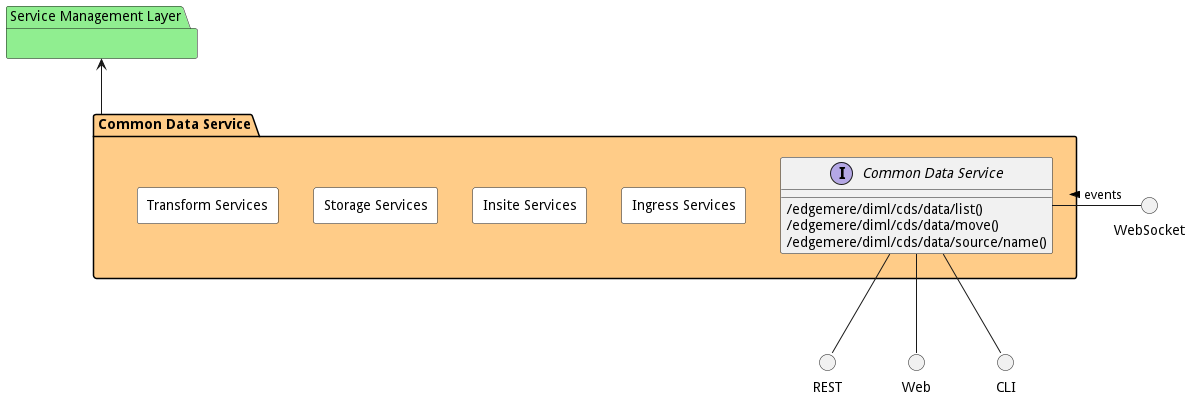 Service Management Layer
Common Data Service
I Common Data Service
Transform Services
Storage Services
Insite Services
Ingress Services
/edgemere/diml/cds/data/list()
/edgemere/diml/cds/data/move()
/edgemere/diml/cds/data/source/name()
events
WebSocket
REST
Web
CLI